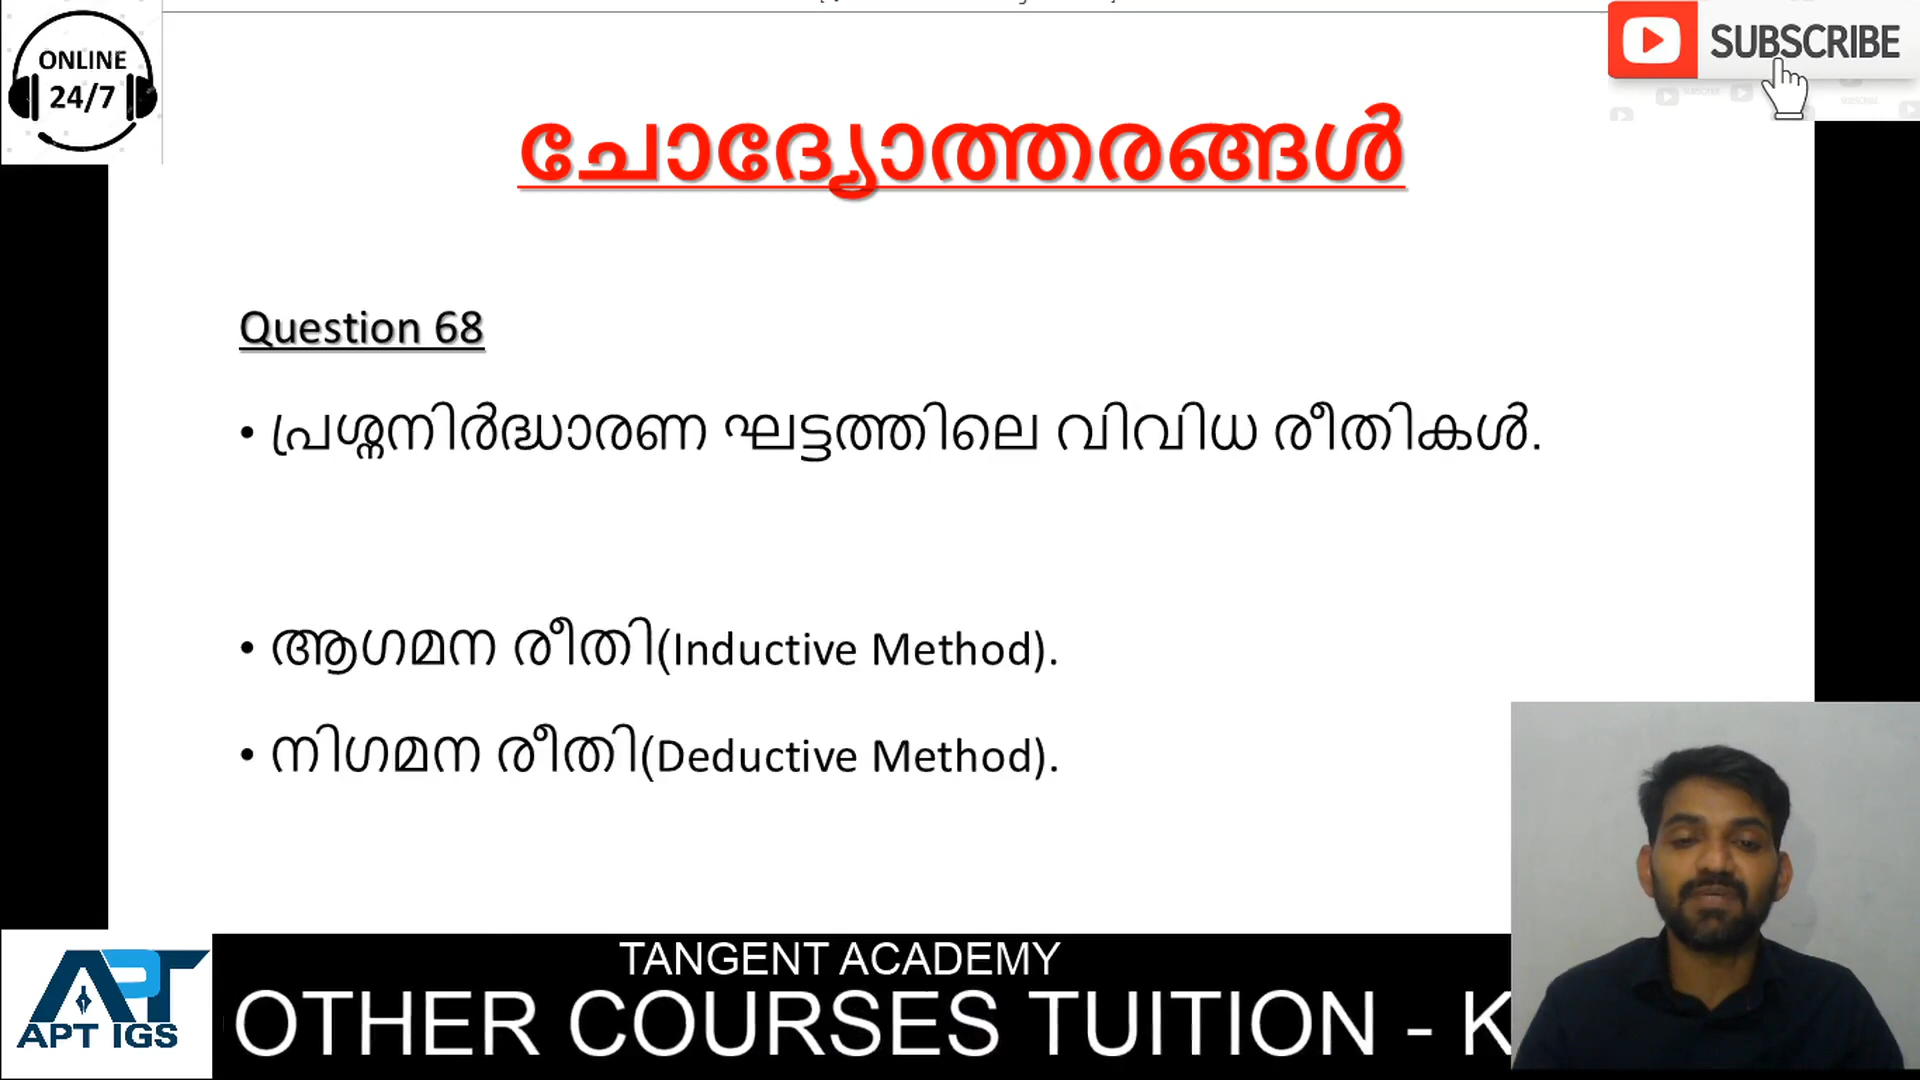 ONLINE
24/7
SUBSCRIBE
ചോദ്യോത്തരങ്ങൾ
Question 68
• പ്രശ്നനിർദ്ധാരണ ഘട്ടത്തിലെ വിവിധ രീതികൾ.
• ആഗമന രീതി(Inductive Method).
• നിഗമന രീതി(Deductive Method).
TANGENT ACADEMY
OTHER COURSES TUITION - K
APT
APT IGS